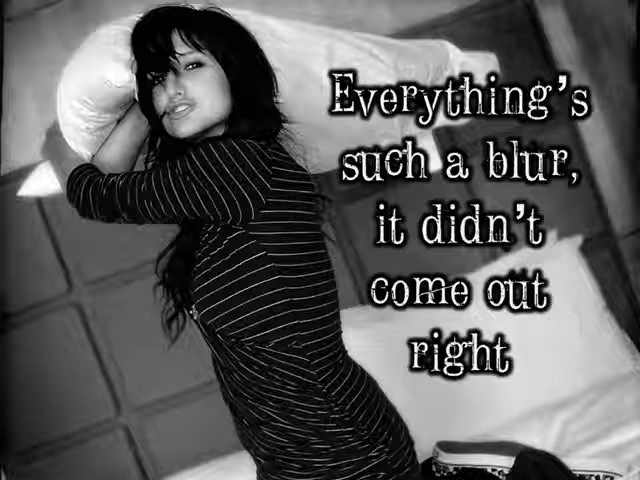 Everything's
such a blur,
it didn't
come out
right